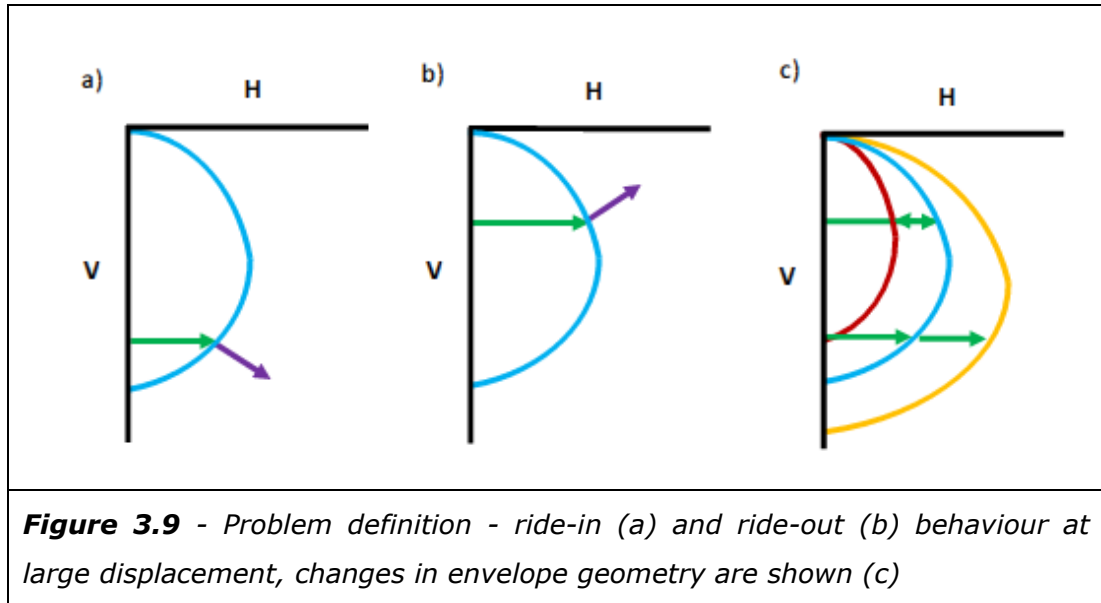 a)
H
V
b)
H
V
c)
H
V
Figure 3.9 - Problem definition - ride-in (a) and ride-out (b) behaviour at
large displacement, changes in envelope geometry are shown (c)